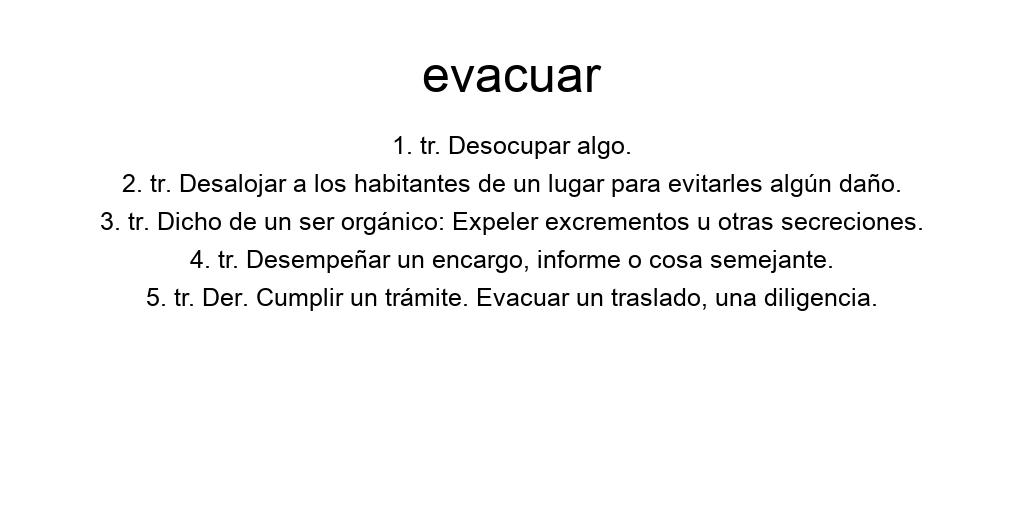 evacuar
1. tr. Desocupar algo.
2. tr. Desalojar a los habitantes de un lugar para evitarles algún daño.
3. tr. Dicho de un ser orgánico: Expeler excrementos u otras secreciones.
4. tr. Desempeñar un encargo, informe o cosa semejante.
5. tr. Der. Cumplir un trámite. Evacuar un traslado, una diligencia.